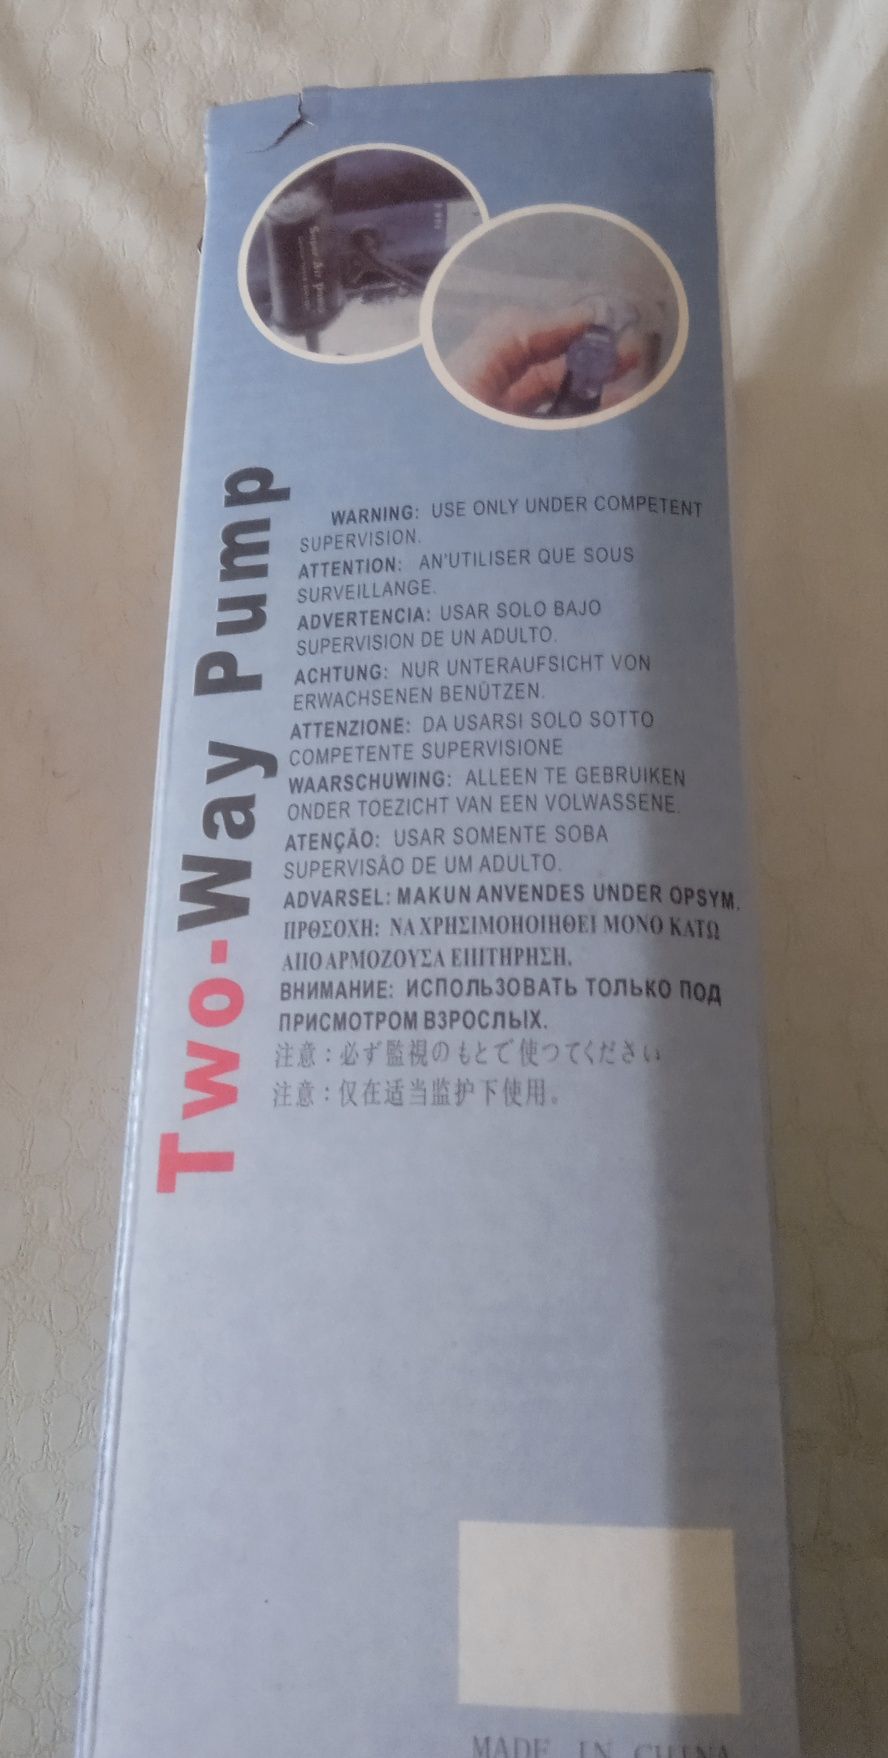 Super Air Pump
Two-Way Pump
WARNING: USE ONLY UNDER COMPETENT
SUPERVISION.
ATTENTION: AN'UTILISER QUE SOUS
SURVEILLANGE.
ADVERTENCIA: USAR SOLO BAJO
SUPERVISION DE UN ADULTO.
ACHTUNG: NUR UNTERAUFSICHT VON
ERWACHSENEN BENÜTZEN.
ATTENZIONE: DA USARSI SOLO SOTTO
COMPETENTE SUPERVISIONE
WAARSCHUWING: ALLEEN TE GEBRUIKEN
ONDER TOEZICHT VAN EEN VOLWASSENE.
ATENÇÃO: USAR SOMENTE SOBA
SUPERVISÂO DE UM ADULTO.
ADVARSEL: MAKUN ANVENDES UNDER OPSYM.
ΠΡΘΣΟΧΗ: ΝΑ ΧΡΗΣΙΜΟΗΟΙΗΘΕΙ ΜΟΝΟ ΚΑΤΩ
ΑΠΟ ΑΡΜΟΖΟΥΣΑ ΕΠΙΤΗΡΗΣΗ.
ВНИМАНИЕ: ИСПОЛЬЗОВАТЬ ТОЛЬКО ПОД
ПРИСМОТРОМ ВЗРОСЛЫХ.
注意：必ず監視のもとで使つてください
注意：仅在适当监护下使用。
MADE IN CHINA